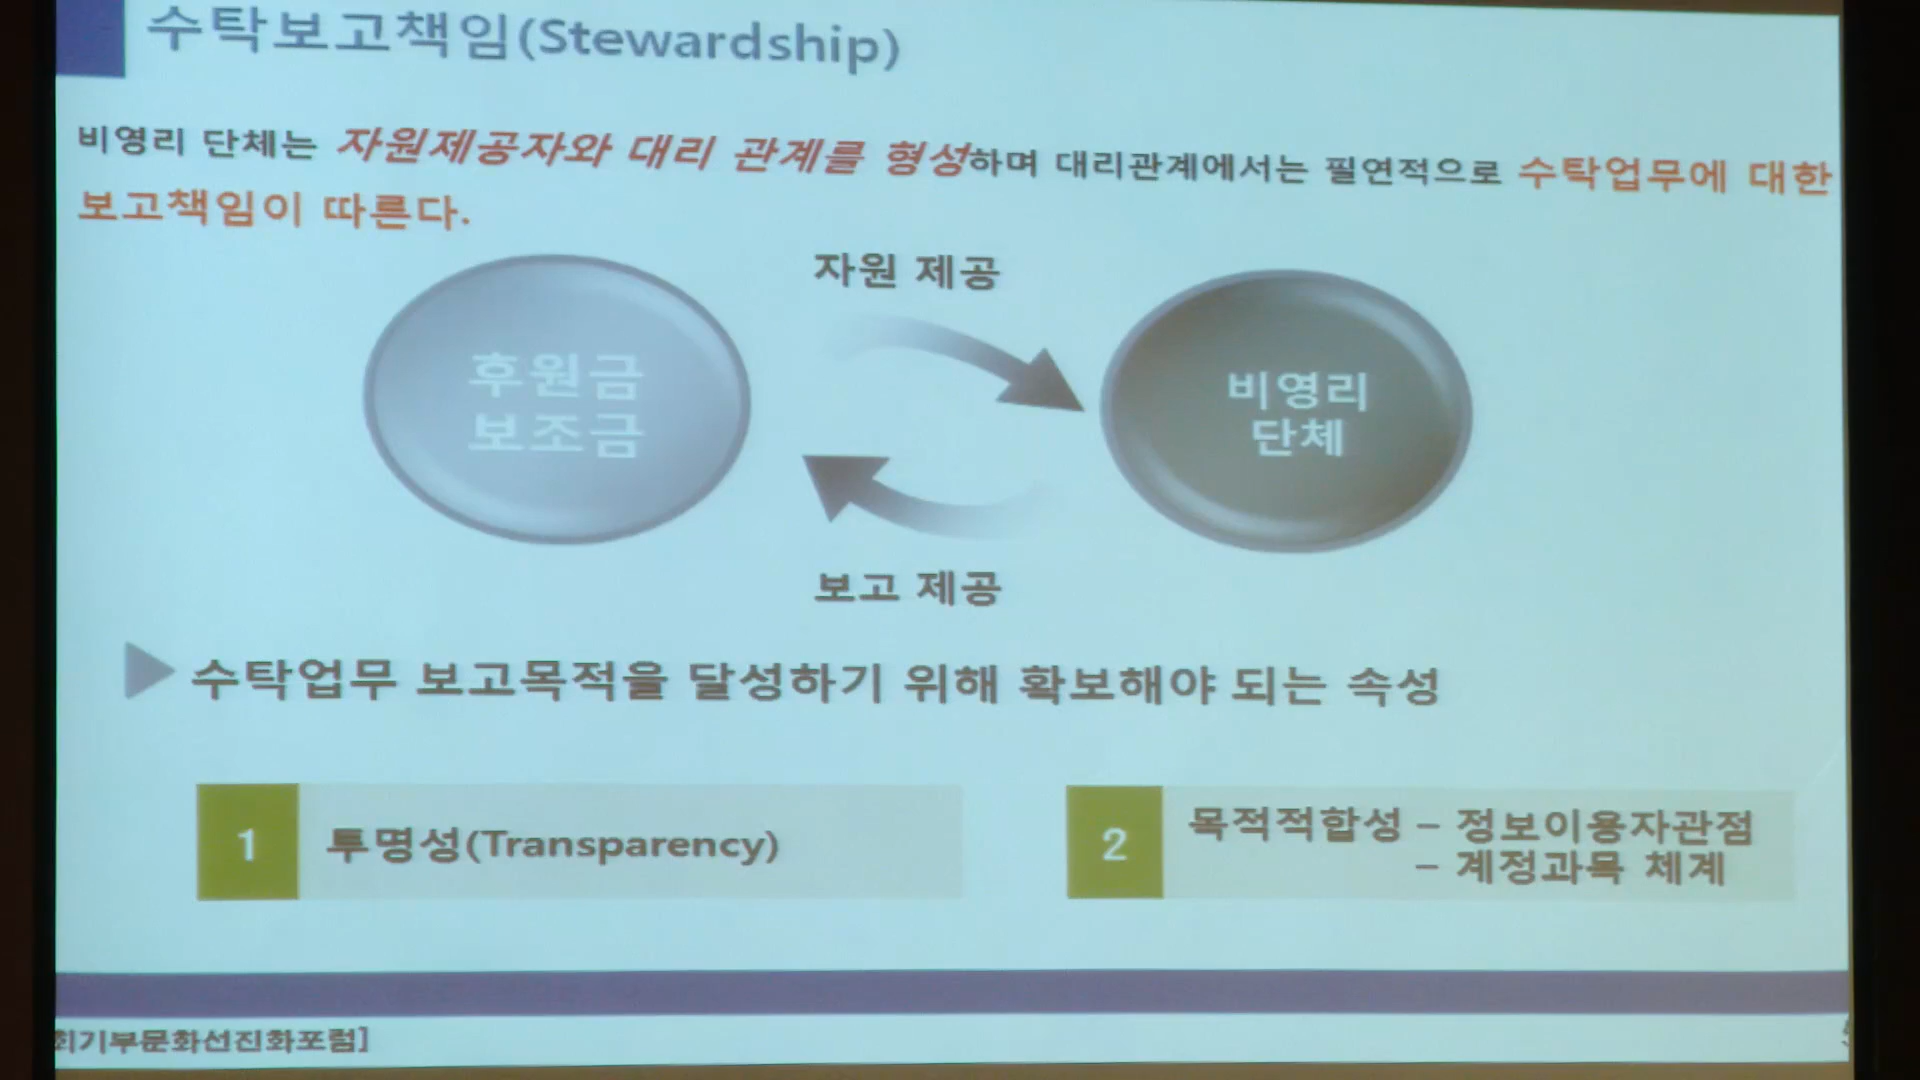 수탁보고책임(Stewardship)
비영리 단체는 자원제공자와 대리 관계를 형성하며 대리관계에서는 필연적으로 수탁업무에 대한
보고책임이 따른다.
자원 제공
후원금
보조금
비영리
단체
보고 제공
수탁업무 보고목적을 달성하기 위해 확보해야 되는 속성
1 투명성(Transparency)
2 목적적합성 – 정보이용자관점
– 계정과목 체계
회기부문화선진화포럼]